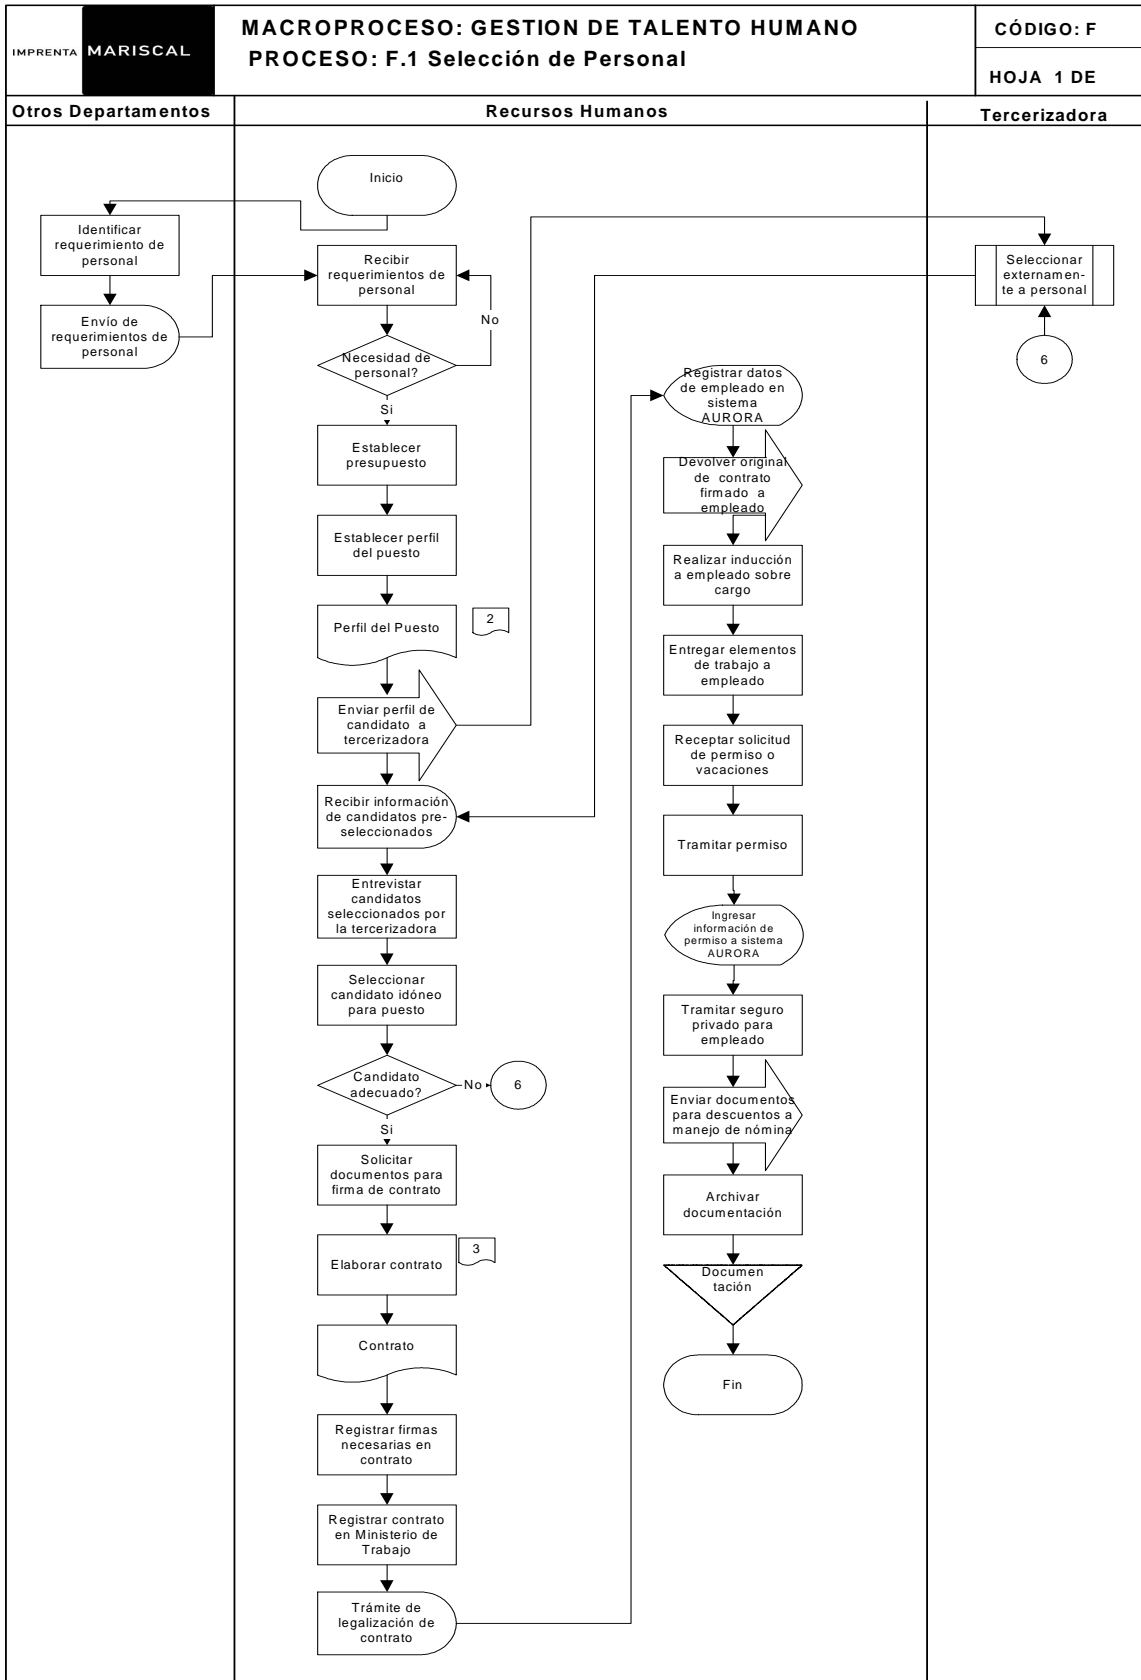 IMPRENTA MARISCAL
MACROPROCESO: GESTION DE TALENTO HUMANO
PROCESO: F.1 Selección de Personal
CÓDIGO: F
HOJA 1 DE
Otros Departamentos
Recursos Humanos
Tercerizadora
Inicio
Identificar
requerimiento de
personal
Envío de
requerimientos de
personal
Recibir
requerimientos de
personal
No
Necesidad de
personal?
Si
Establecer
presupuesto
Establecer perfil
del puesto
Perfil del Puesto
2
Enviar perfil de
candidato a
tercerizadora
Recibir información
de candidatos pre-
seleccionados
Entrevistar
candidatos
seleccionados por
la tercerizadora
Seleccionar
candidato idóneo
para puesto
Candidato
adecuado?
No
6
Si
Solicitar
documentos para
firma de contrato
Elaborar contrato
3
Contrato
Registrar firmas
necesarias en
contrato
Registrar contrato
en Ministerio de
Trabajo
Trámite de
legalización de
contrato
Registrar datos
de empleado en
sistema
AURORA
Devolver original
de contrato
firmado a
empleado
Realizar inducción
a empleado sobre
cargo
Entregar elementos
de trabajo a
empleado
Receptar solicitud
de permiso o
vacaciones
Tramitar permiso
Ingresar
información de
permiso a sistema
AURORA
Tramitar seguro
privado para
empleado
Enviar documentos
para descuentos a
manejo de nómina
Archivar
documentación
Documen
tación
Fin
Seleccionar
externamen-
te a personal
6